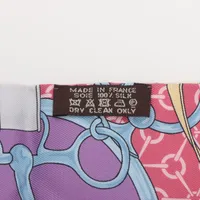 MADE IN FRANCE
SOIE 100% SILK
DRY CLEAN ONLY